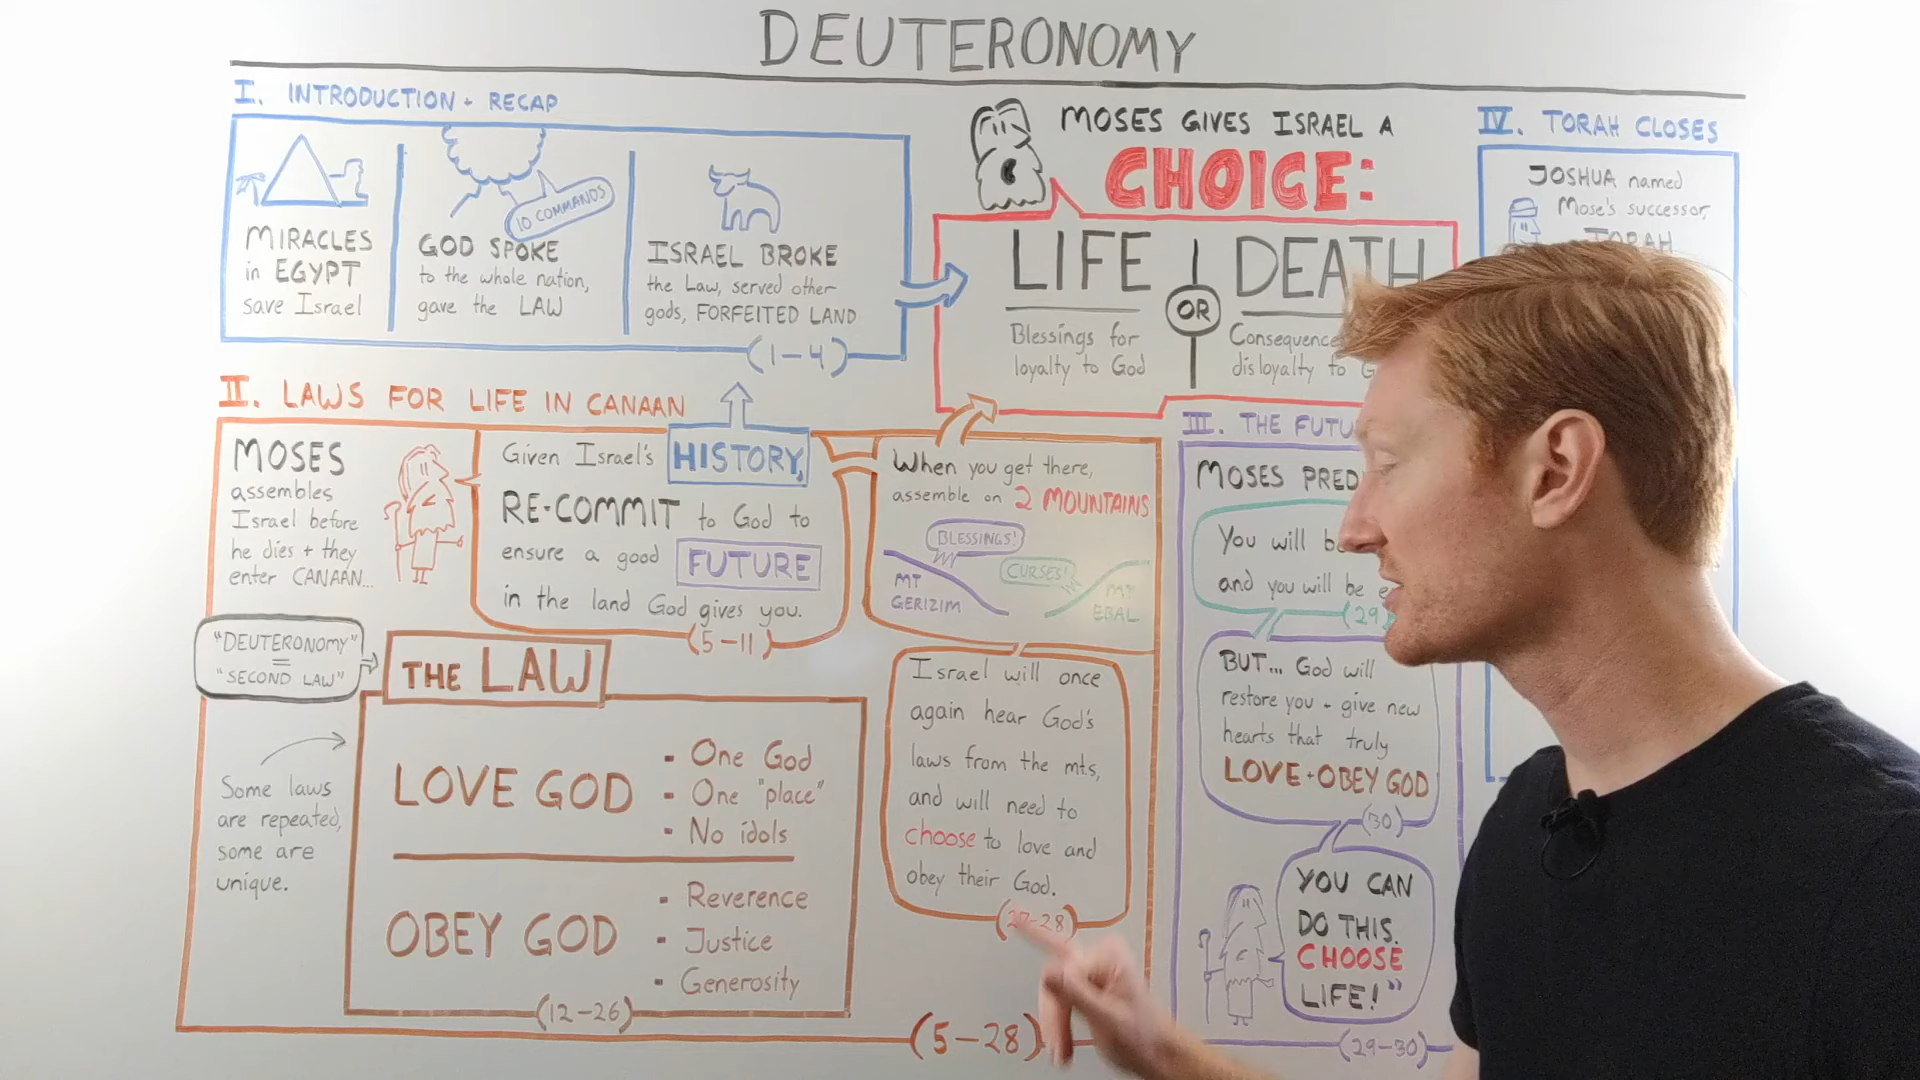 DEUTERONOMY
I. INTRODUCTION + RECAP
MIRACLES
in EGYPT
save Israel
10 COMMANDS
GOD SPOKE
to the whole nation,
gave the LAW
ISRAEL BROKE
the Law, served other
gods, FORFEITED LAND
(1-4)
MOSES GIVES ISRAEL A
CHOICE:
LIFE
Blessings for
loyalty to God
OR
DEATH
Consequence
disloyalty to
IV. TORAH CLOSES
JOSHUA named
Mose's successor,
TORAH
II. LAWS FOR LIFE IN CANAAN
MOSES
assembles
Israel before
he dies + they
enter CANAAN...
Given Israel's HISTORY,
RE-COMMIT to God to
ensure a good FUTURE
in the land God gives you.
(5-11)
When you get there,
assemble on 2 MOUNTAINS
BLESSINGS!
MT
GERIZIM
CURSES!
MT
EBAL
"DEUTERONOMY"
=
"SECOND LAW"
THE LAW
Some laws
are repeated,
some are
unique.
LOVE GOD
- One God
- One "place"
- No idols
OBEY GOD
- Reverence
- Justice
- Generosity
(12-26)
Israel will once
again hear God's
laws from the mts,
and will need to
choose to love and
obey their God.
(27-28)
(5-28)
III. THE FUTU
MOSES PRED
You will b
and you will be e
(29
BUT... God will
restore you + give new
hearts that truly
LOVE + OBEY GOD
(30)
YOU CAN
DO THIS.
CHOOSE
LIFE!"
(29-30)